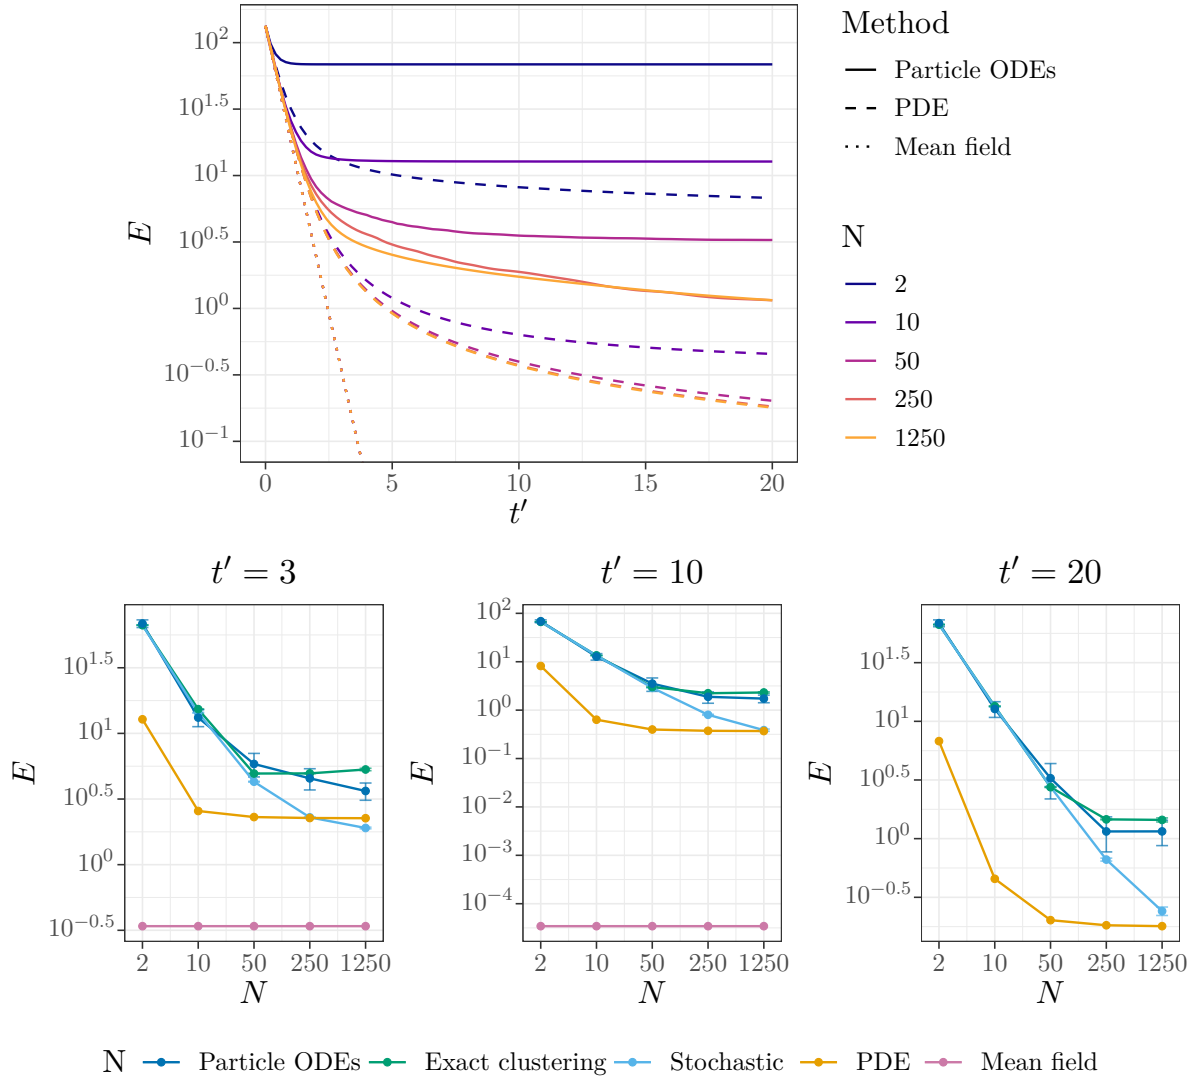 Method
Particle ODEs
PDE
Mean field
N
2
10
50
250
1250
E
10^2
10^1.5
10^1
10^0.5
10^0
10^−0.5
10^−1
0 5 10 15 20
t′
t′ = 3
E
10^1.5
10^1
10^0.5
10^0
10^−0.5
2 10 50 250 1250
N
t′ = 10
E
10^2
10^1
10^0
10^−1
10^−2
10^−3
10^−4
2 10 50 250 1250
N
t′ = 20
E
10^1.5
10^1
10^0.5
10^0
10^−0.5
2 10 50 250 1250
N
N Particle ODEs Exact clustering Stochastic PDE Mean field